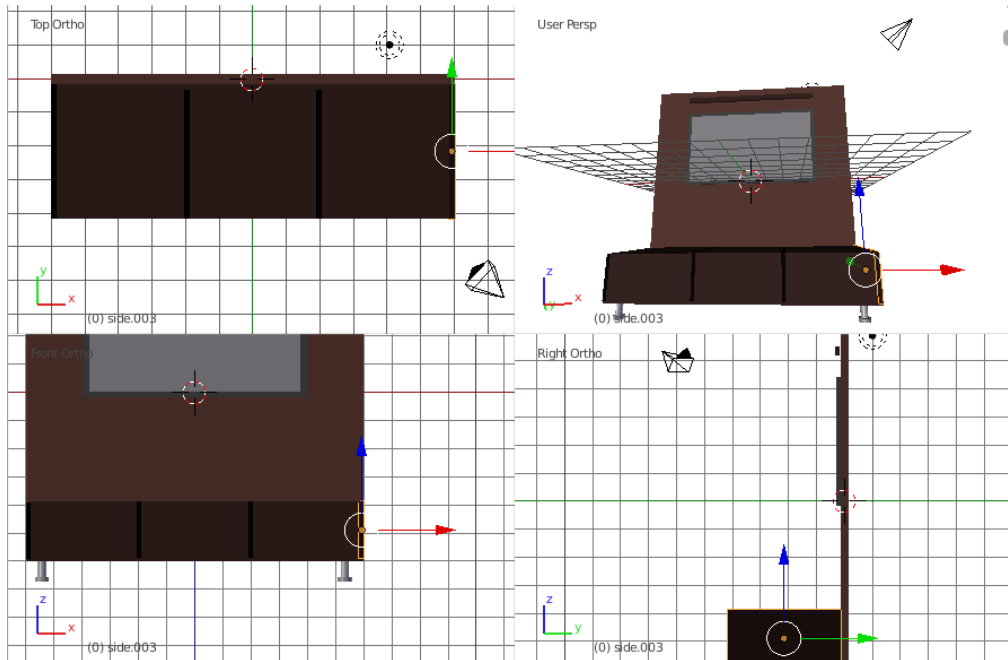 Top Ortho
y
x
(0) side.003
User Persp
z
y
x
(0) side.003
Front Ortho
z
x
(0) side.003
Right Ortho
z
y
(0) side.003